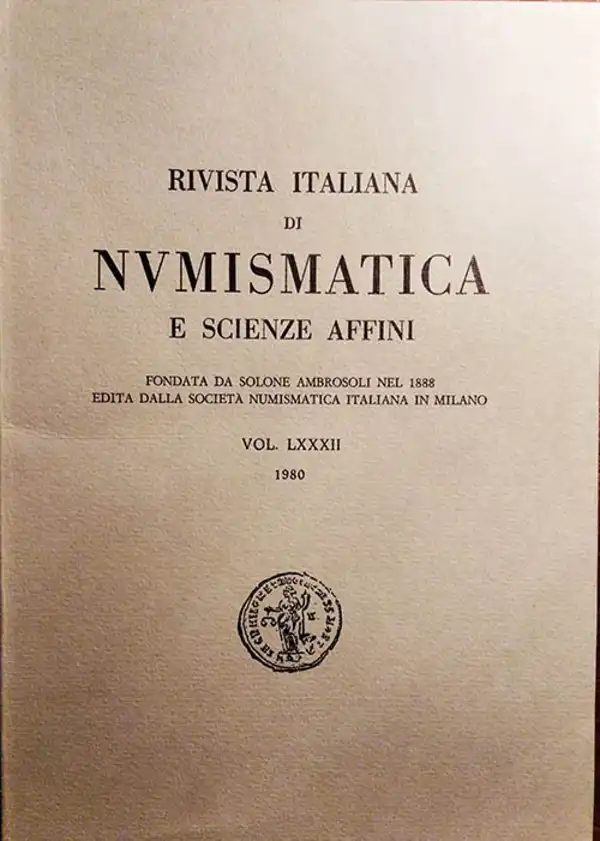 RIVISTA ITALIANA
DI
NVMISMATICA
E SCIENZE AFFINI
FONDATA DA SOLONE AMBROSOLI NEL 1888
EDITA DALLA SOCIETÀ NUMISMATICA ITALIANA IN MILANO
VOL. LXXXII
1980